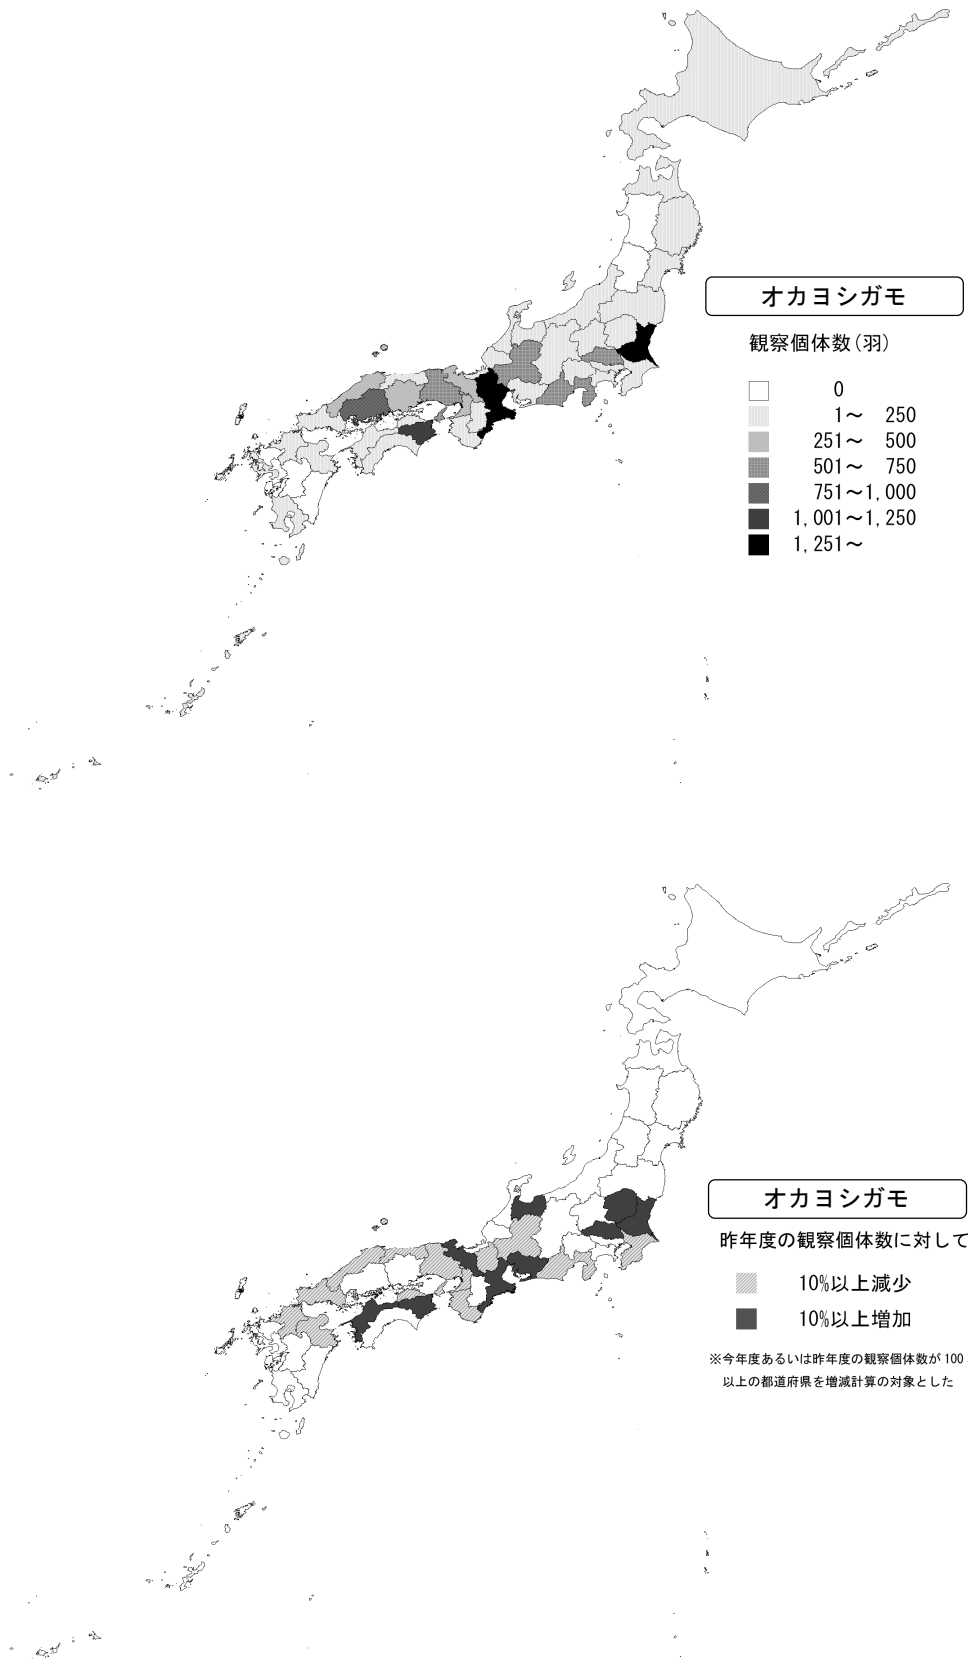 オカヨシガモ
観察個体数(羽)
0
1～ 250
251～ 500
501～ 750
751～1,000
1,001～1,250
1,251～
オカヨシガモ
昨年度の観察個体数に対して
10%以上減少
10%以上増加
※今年度あるいは昨年度の観察個体数が 100
以上の都道府県を増減計算の対象とした